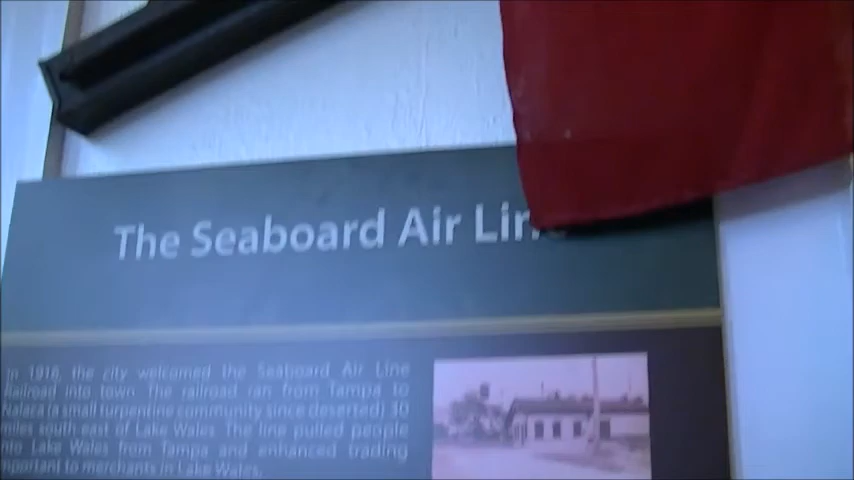 The Seaboard Air Lin
In 1916, the city welcomed the Seaboard Air Line
Railroad into town. The railroad ran from Tampa to
Nalaca (a small turpentine community since deserted) 30
miles south east of Lake Wales. The line pulled people
to Lake Wales from Tampa and enhanced trading
important to merchants in Lake Wales.